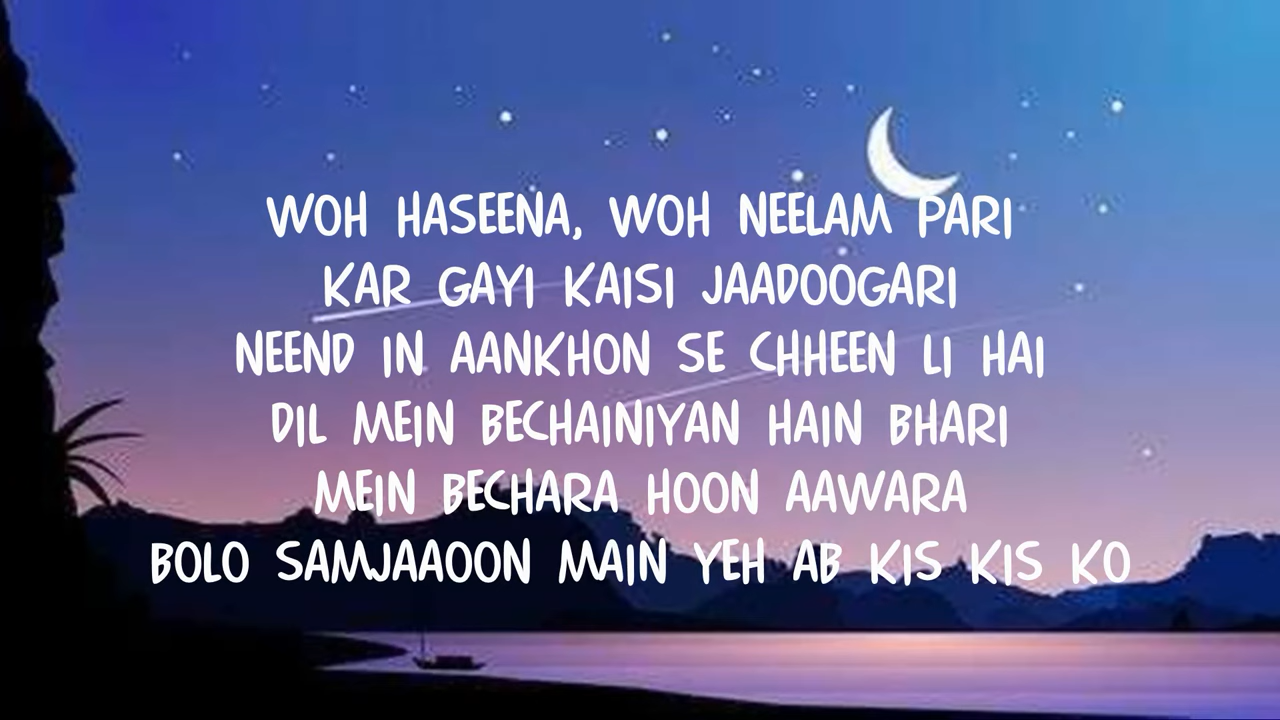 WOH HASEENA, WOH NEELAM PARI
KAR GAYI KAISI JAADOOGARI
NEEND IN AANKHON SE CHHEEN LI HAI
DIL MEIN BECHAINIYAN HAIN BHARI
MEIN BECHARA HOON AAWARA
BOLO SAMJAAOON MAIN YEH AB KIS KIS KO